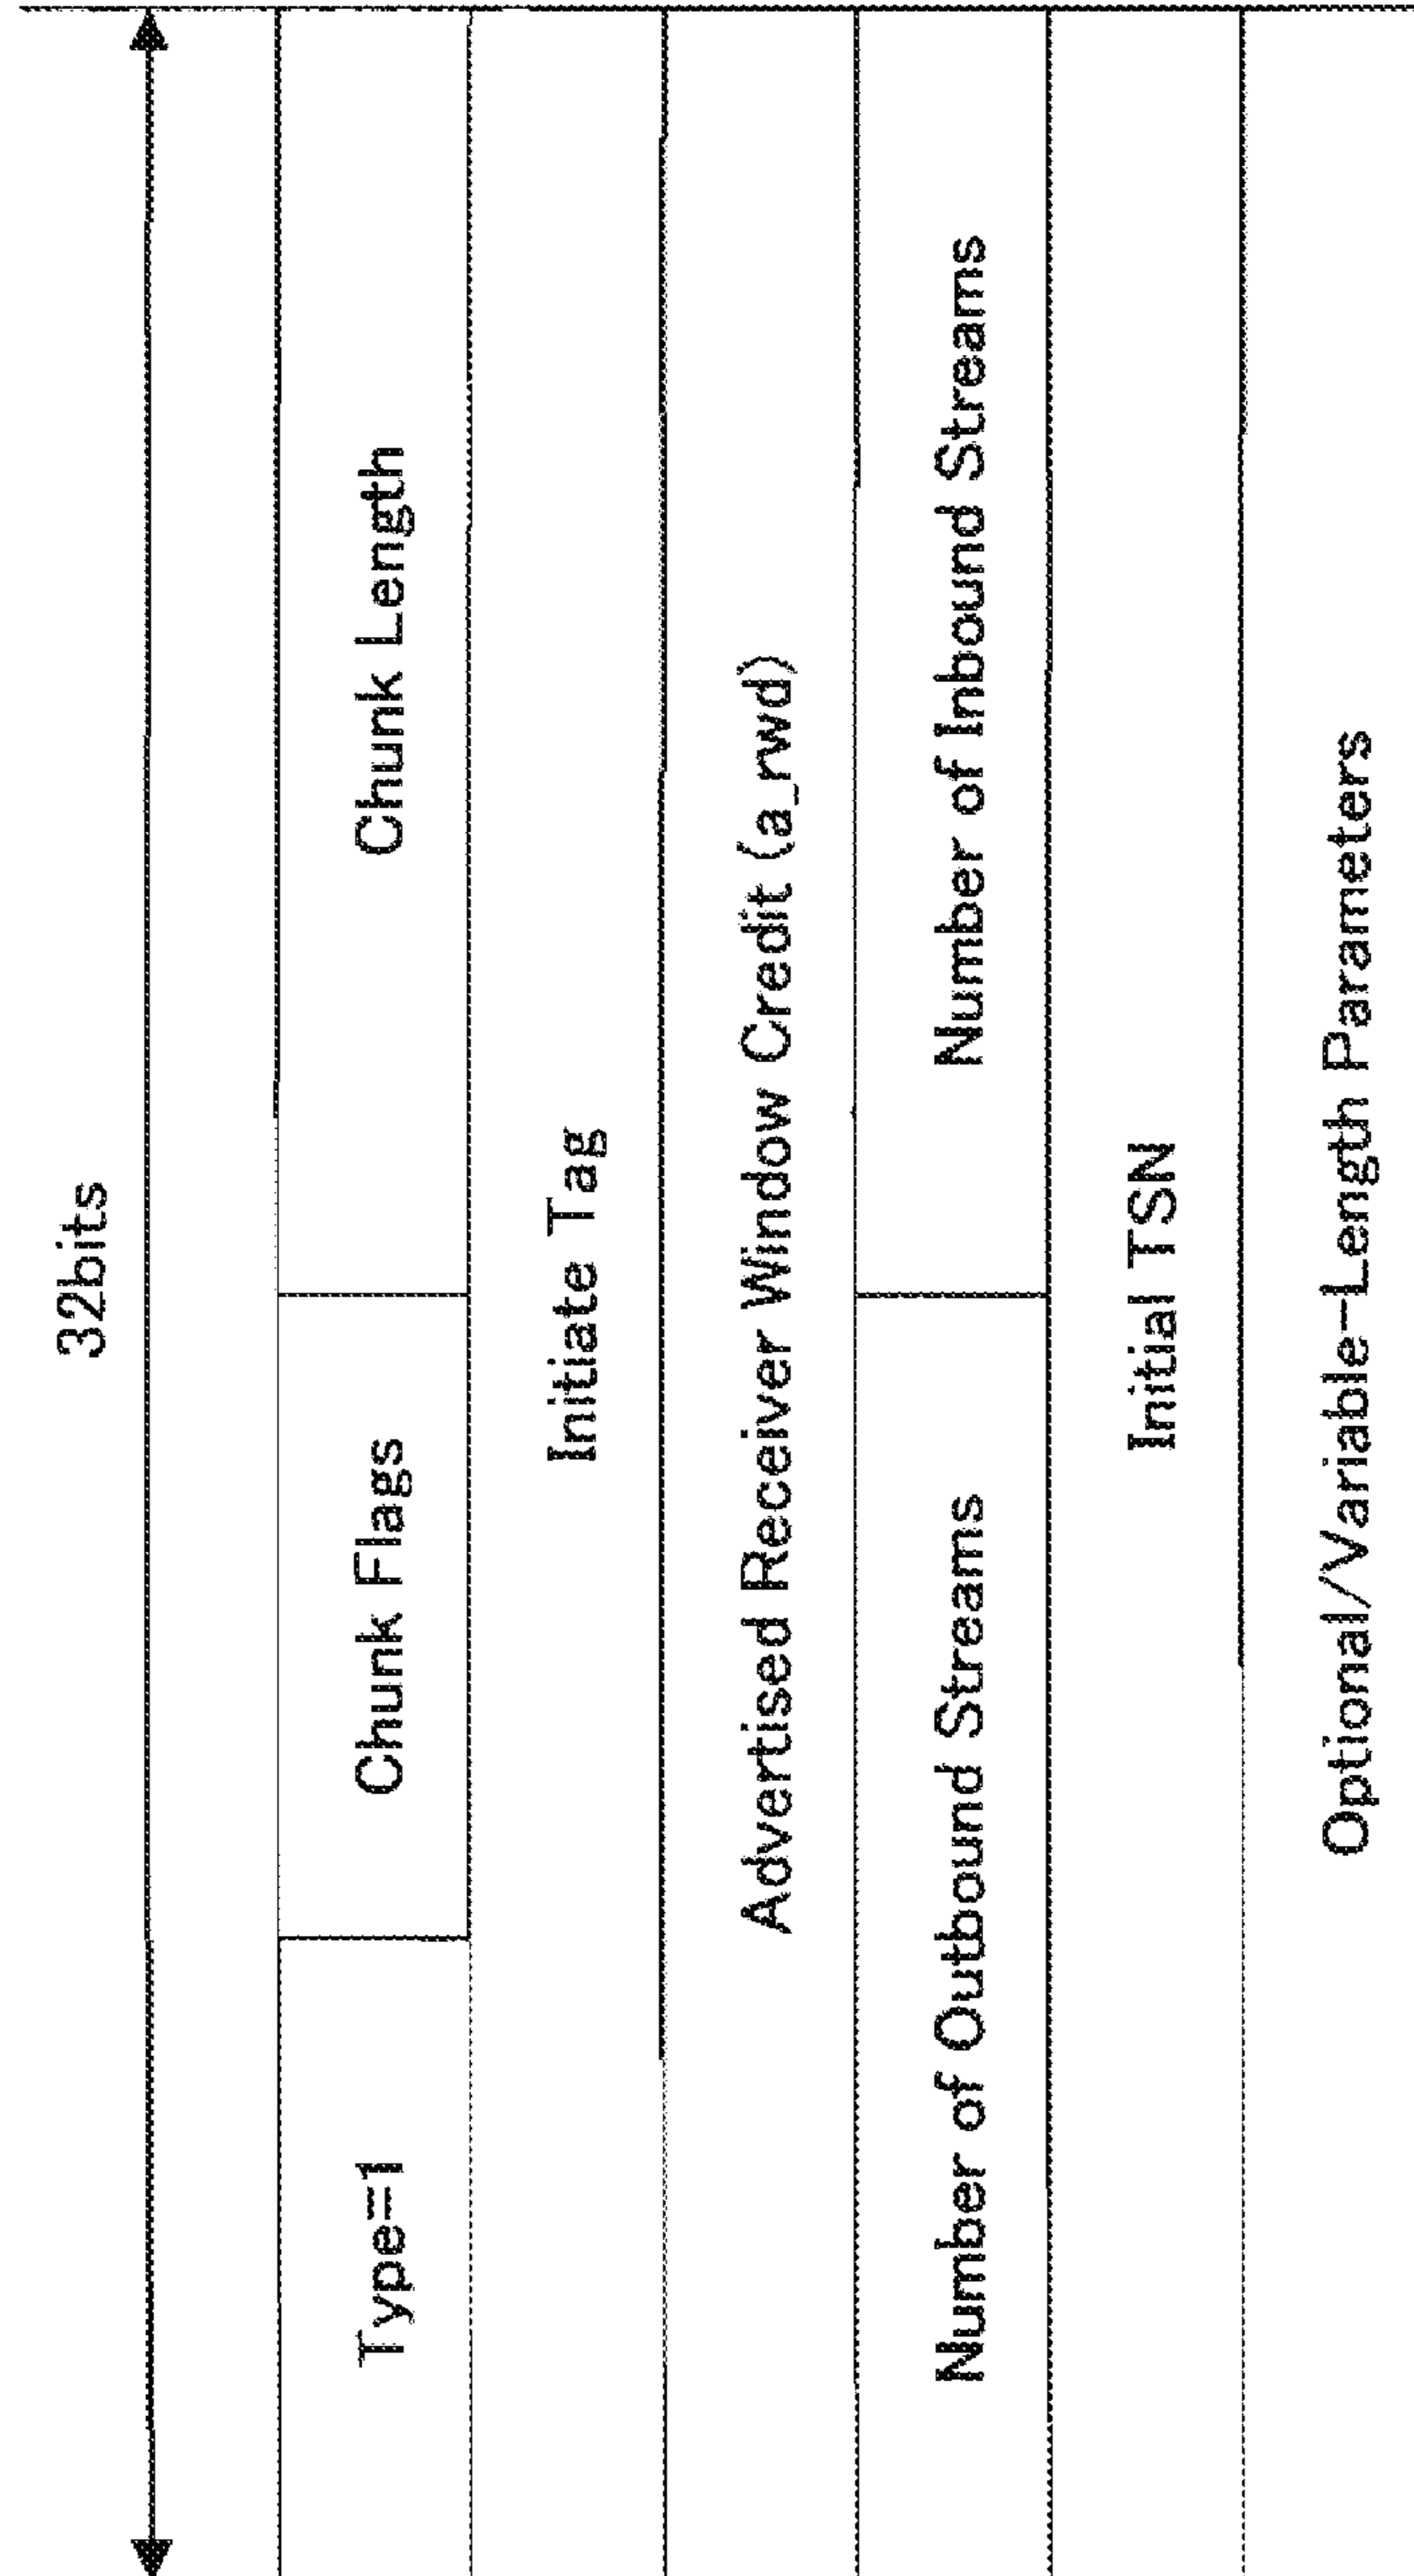 32bits
Type=1
Chunk Flags
Chunk Length
Initiate Tag
Advertised Receiver Window Credit (a_rwd)
Number of Outbound Streams
Number of Inbound Streams
Initial TSN
Optional/Variable-Length Parameters